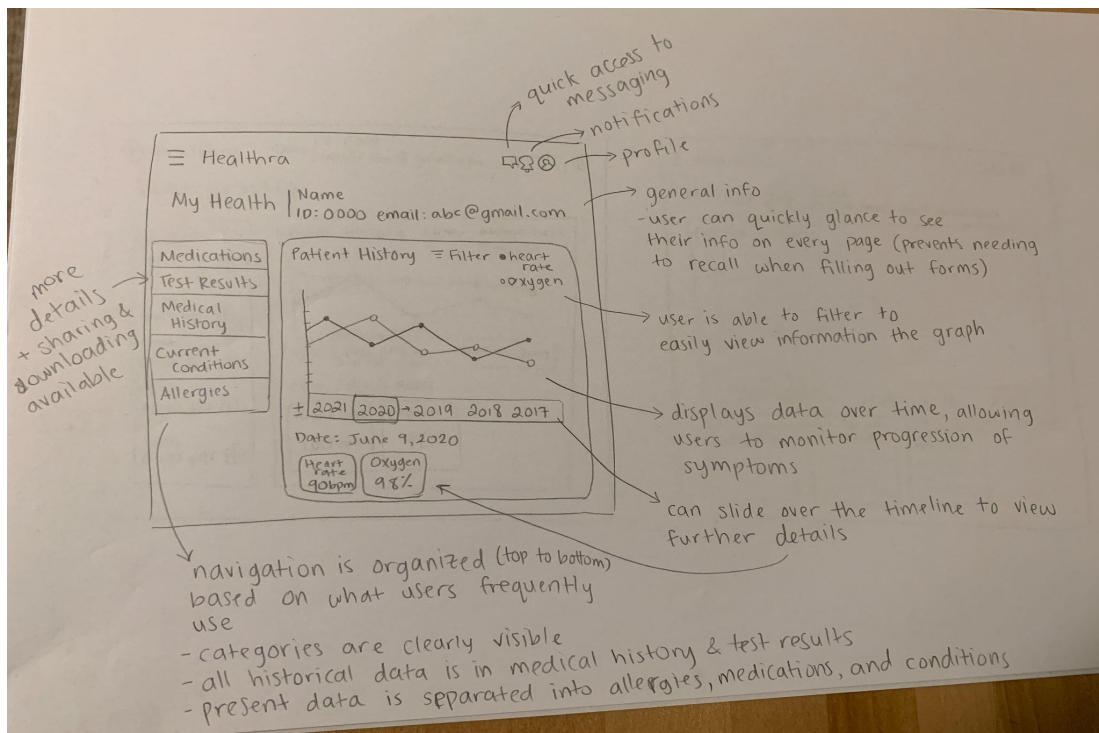 quick access to
messaging
notifications
profile
Healthra
My Health
Name
ID: 0000 email: abc@gmail.com
general info
- user can quickly glance to see
their info on every page (prevents needing
to recall when filling out forms)
more
details
+ sharing &
downloading
available
Medications
Test Results
Medical
History
Current
Conditions
Allergies
Patient History
Filter
heart
rate
oxygen
user is able to filter to
easily view information the graph
± 2021 2020 → 2019 2018 2017
displays data over time, allowing
users to monitor progression of
symptoms
Date: June 9, 2020
Heart
rate
90bpm
Oxygen
98%
can slide over the timeline to view
further details
navigation is organized (top to bottom)
based on what users frequently
use
- categories are clearly visible
- all historical data is in medical history & test results
- present data is separated into allergies, medications, and conditions